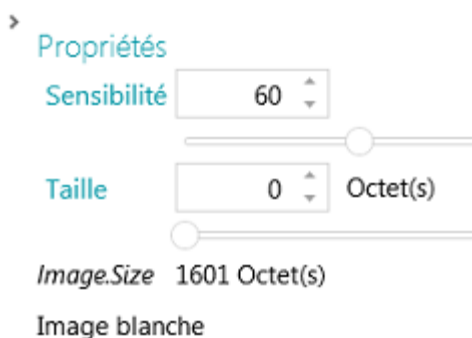 Propriétés
Sensibilité 60
Taille 0 Octet(s)
Image.Size 1601 Octet(s)
Image blanche